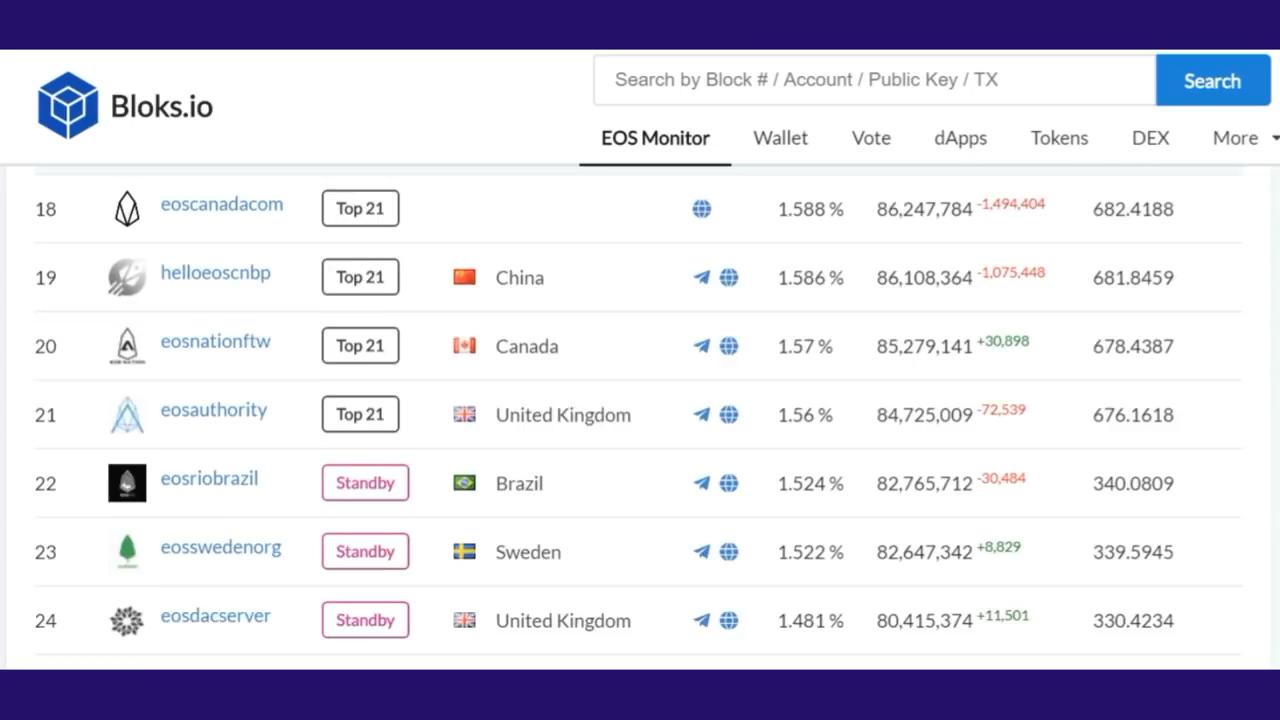 Search by Block # / Account / Public Key / TX
Search
Bloks.io
EOS Monitor Wallet Vote dApps Tokens DEX More
18 eoscanadacom Top 21 1.588 % 86,247,784 -1,494,404 682.4188
19 helloeoscnbp Top 21 China 1.586 % 86,108,364 -1,075,448 681.8459
20 eosnationftw Top 21 Canada 1.57 % 85,279,141 +30,898 678.4387
21 eosauthority Top 21 United Kingdom 1.56 % 84,725,009 -72,539 676.1618
22 eosriobrazil Standby Brazil 1.524 % 82,765,712 -30,484 340.0809
23 eosswedenorg Standby Sweden 1.522 % 82,647,342 +8,829 339.5945
24 eosdacserver Standby United Kingdom 1.481 % 80,415,374 +11,501 330.4234